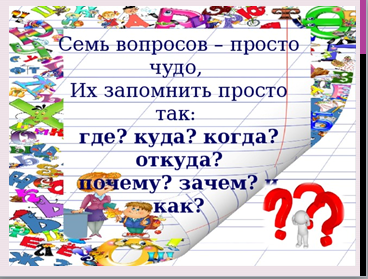 Семь вопросов – просто
чудо,
Их запомнить просто
так:
где? куда? когда?
откуда?
почему? зачем? и
как?